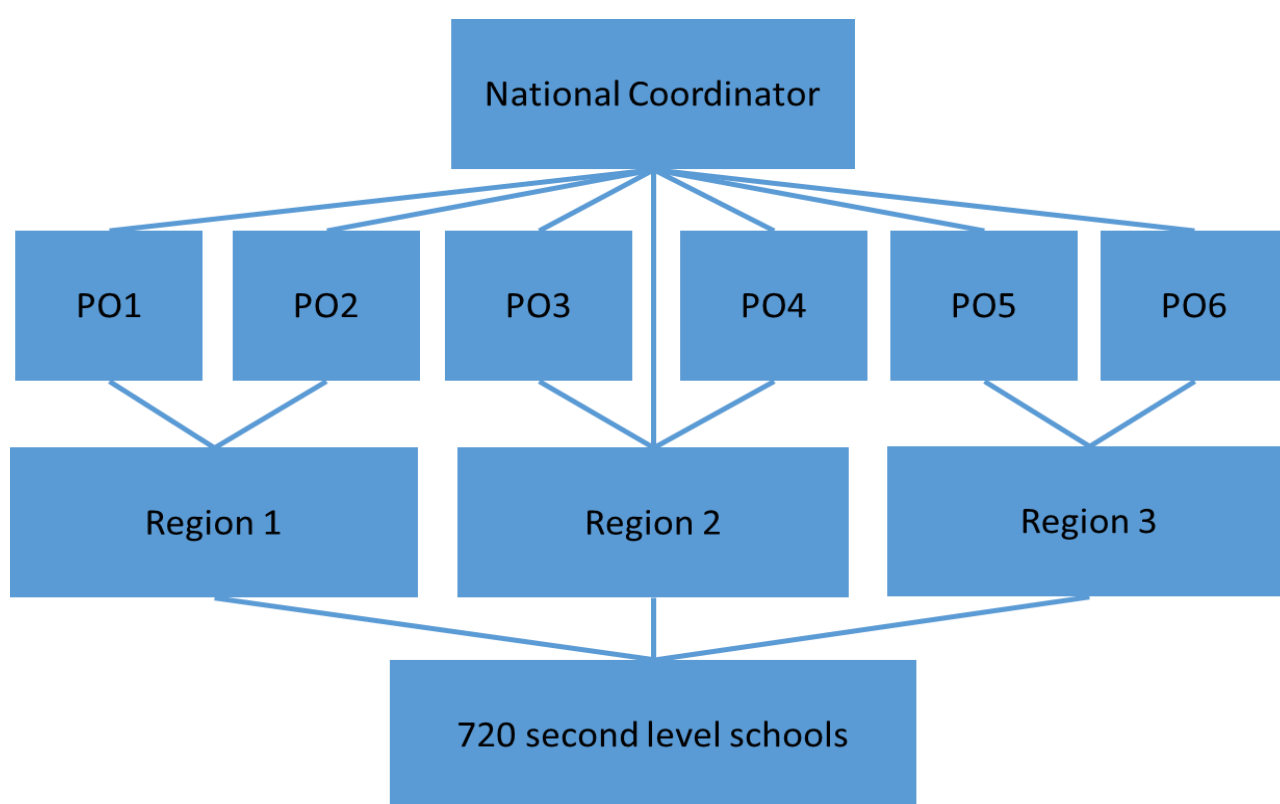 National Coordinator
PO1
PO2
PO3
PO4
PO5
PO6
Region 1
Region 2
Region 3
720 second level schools